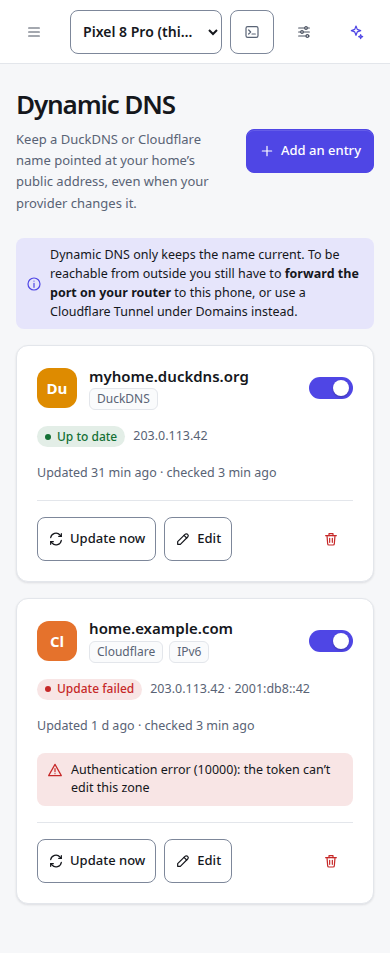 Pixel 8 Pro (thi...
Dynamic DNS
Keep a DuckDNS or Cloudflare
name pointed at your home’s
public address, even when your
provider changes it.
Add an entry
Dynamic DNS only keeps the name current. To be
reachable from outside you still have to forward the
port on your router to this phone, or use a
Cloudflare Tunnel under Domains instead.
Du
myhome.duckdns.org
DuckDNS
Up to date 203.0.113.42
Updated 31 min ago · checked 3 min ago
Update now Edit
Cl
home.example.com
Cloudflare IPv6
Update failed 203.0.113.42 · 2001:db8::42
Updated 1 d ago · checked 3 min ago
Authentication error (10000): the token can’t
edit this zone
Update now Edit